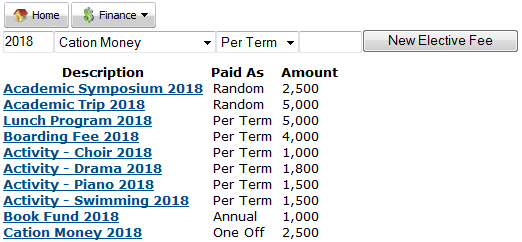 Home Finance
2018 Cation Money Per Term New Elective Fee
Description Paid As Amount
Academic Symposium 2018 Random 2,500
Academic Trip 2018 Random 5,000
Lunch Program 2018 Per Term 5,000
Boarding Fee 2018 Per Term 4,000
Activity - Choir 2018 Per Term 1,000
Activity - Drama 2018 Per Term 1,800
Activity - Piano 2018 Per Term 1,500
Activity - Swimming 2018 Per Term 1,500
Book Fund 2018 Annual 1,000
Cation Money 2018 One Off 2,500